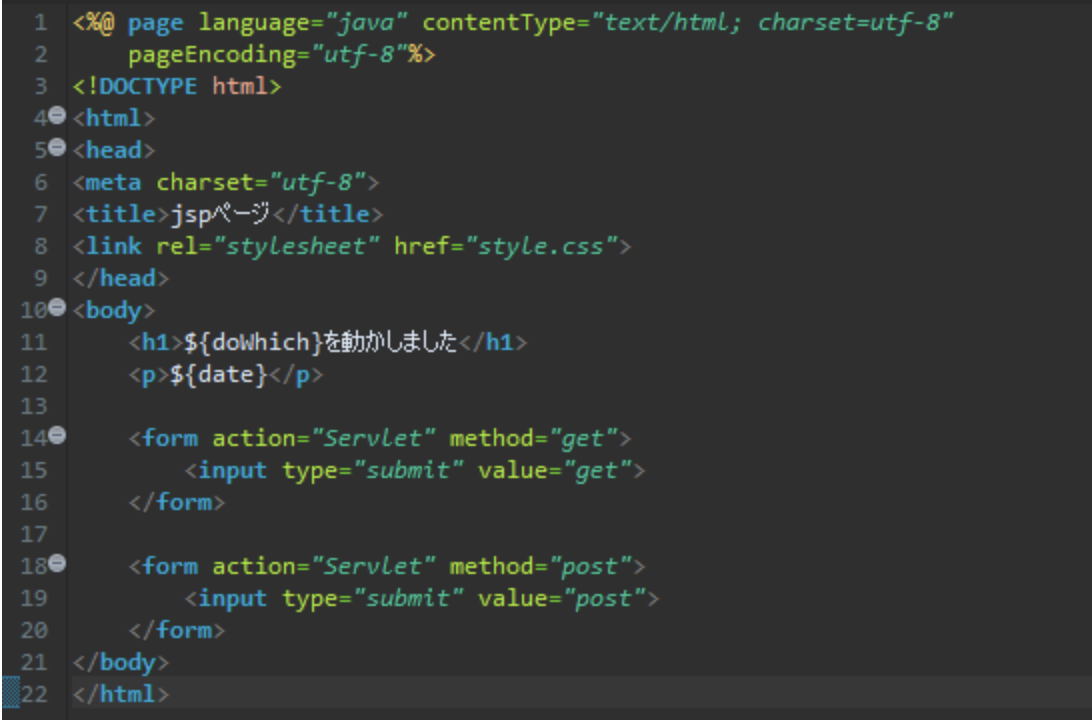 1 <%@ page language="java" contentType="text/html; charset=utf-8"
2     pageEncoding="utf-8"%>
3 <!DOCTYPE html>
4 <html>
5 <head>
6 <meta charset="utf-8">
7 <title>jspページ</title>
8 <link rel="stylesheet" href="style.css">
9 </head>
10 <body>
11     <h1>${doWhich}を動かしました</h1>
12     <p>${date}</p>
13
14     <form action="Servlet" method="get">
15         <input type="submit" value="get">
16     </form>
17
18     <form action="Servlet" method="post">
19         <input type="submit" value="post">
20     </form>
21 </body>
22 </html>